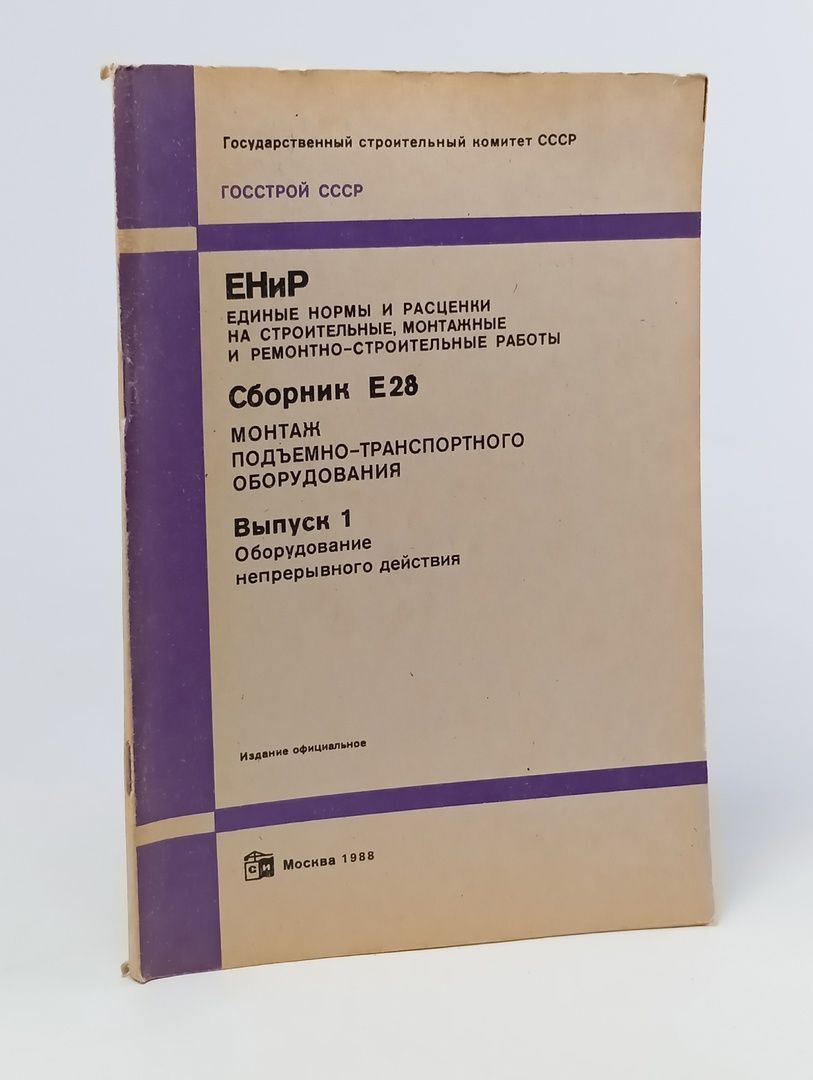 Государственный строительный комитет СССР
ГОССТРОЙ СССР
ЕНиР
ЕДИНЫЕ НОРМЫ И РАСЦЕНКИ
НА СТРОИТЕЛЬНЫЕ, МОНТАЖНЫЕ
И РЕМОНТНО-СТРОИТЕЛЬНЫЕ РАБОТЫ
Сборник Е28
МОНТАЖ
ПОДЪЕМНО-ТРАНСПОРТНОГО
ОБОРУДОВАНИЯ
Выпуск 1
Оборудование
непрерывного действия
Издание официальное
СИ Москва 1988